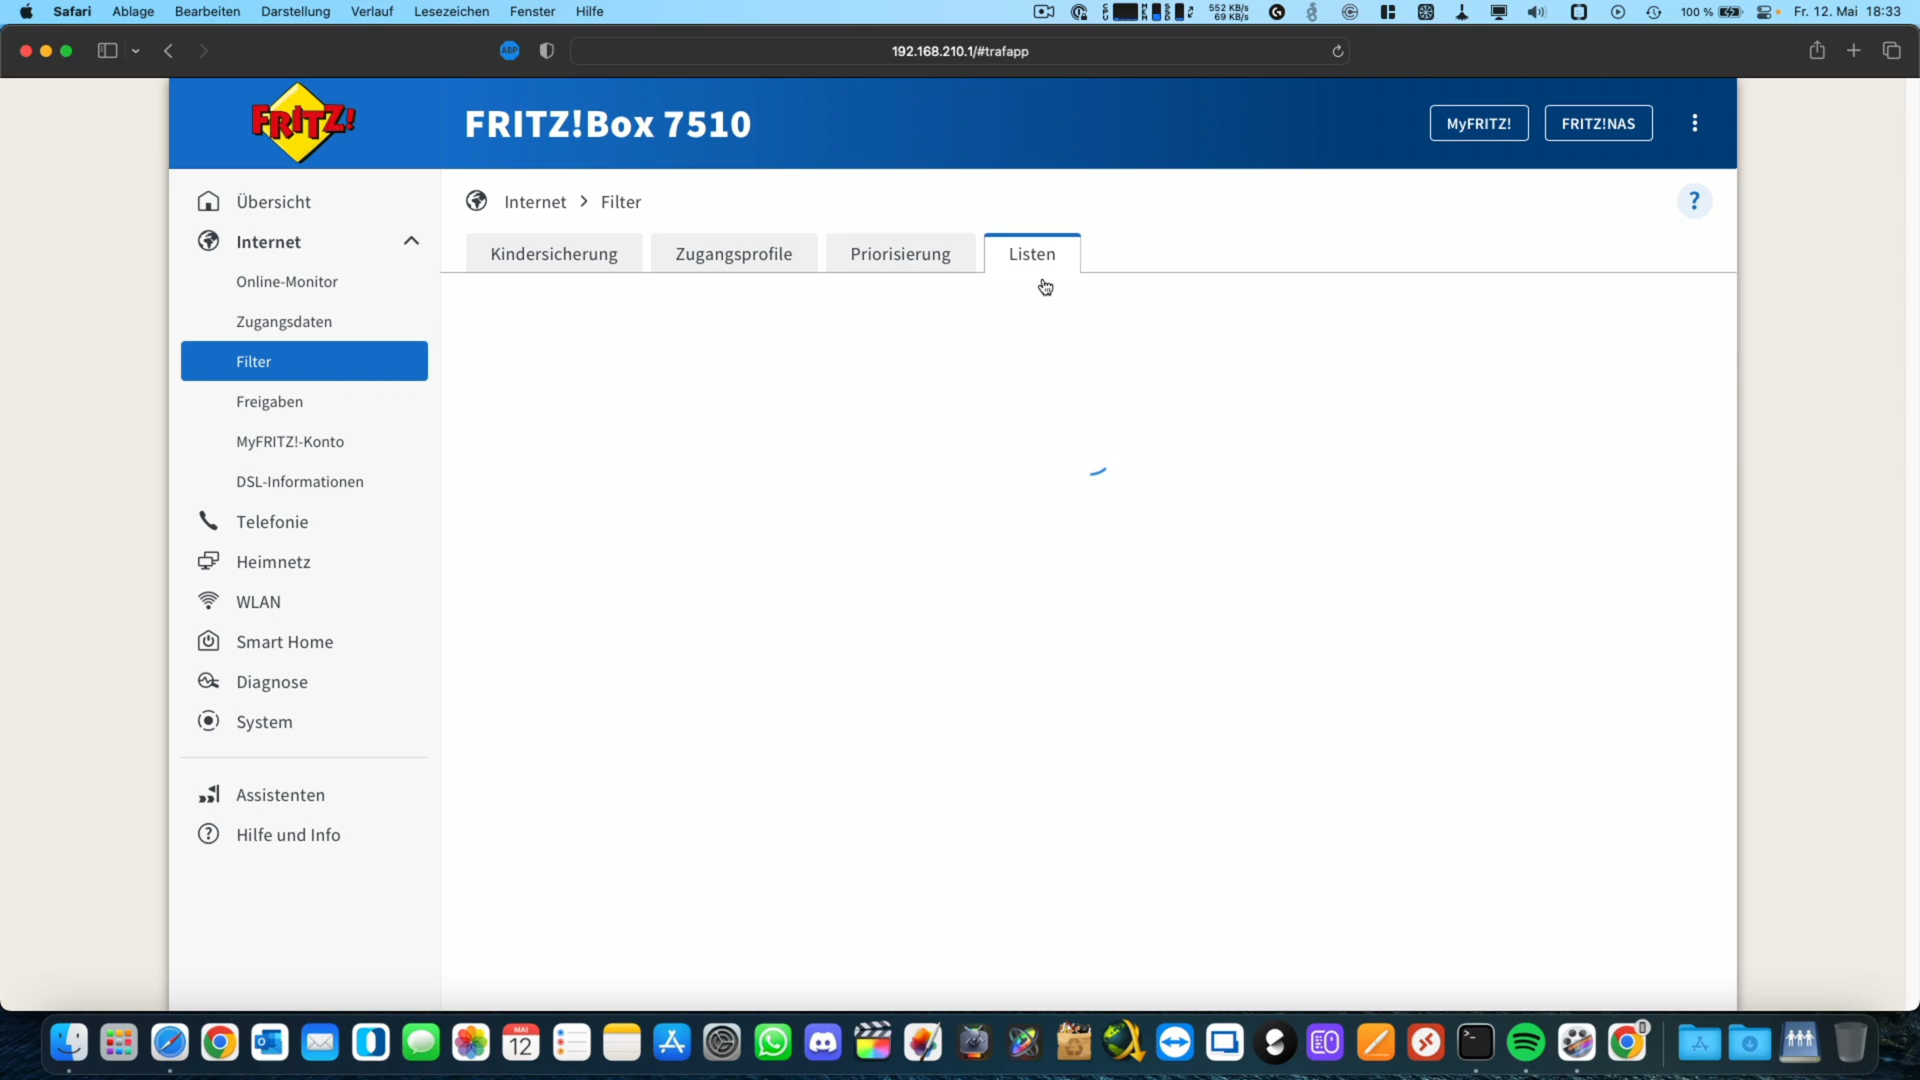 Safari Ablage Bearbeiten Darstellung Verlauf Lesezeichen Fenster Hilfe 552 KB/s 69 KB/s 100 % Fr. 12. Mai 18:33
ABP 192.168.210.1/#trafapp
FRITZ! FRITZ!Box 7510 MyFRITZ! FRITZ!NAS
Übersicht
Internet > Filter ?
Internet
Kindersicherung Zugangsprofile Priorisierung Listen
Online-Monitor
Zugangsdaten
Filter
Freigaben
MyFRITZ!-Konto
DSL-Informationen
Telefonie
Heimnetz
WLAN
Smart Home
Diagnose
System
Assistenten
Hilfe und Info
MAI
12